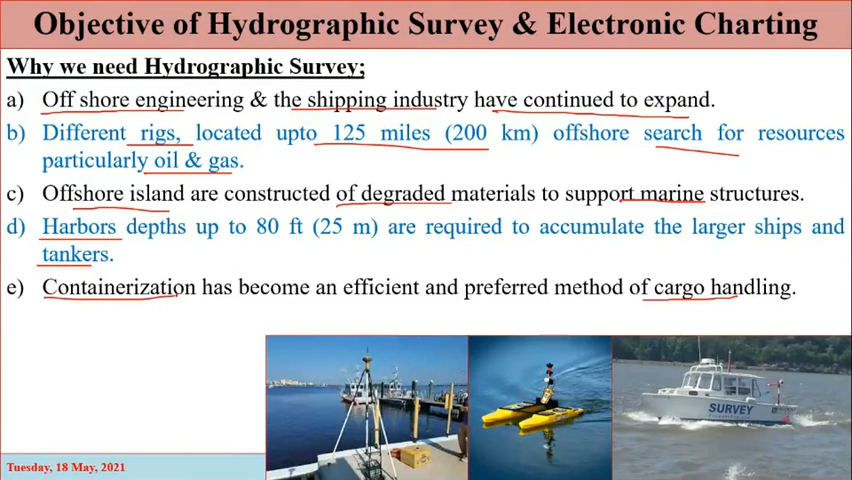 Objective of Hydrographic Survey & Electronic Charting
Why we need Hydrographic Survey;
a) Off shore engineering & the shipping industry have continued to expand.
b) Different rigs, located upto 125 miles (200 km) offshore search for resources
particularly oil & gas.
c) Offshore island are constructed of degraded materials to support marine structures.
d) Harbors depths up to 80 ft (25 m) are required to accumulate the larger ships and
tankers.
e) Containerization has become an efficient and preferred method of cargo handling.
SURVEY
Tuesday, 18 May, 2021